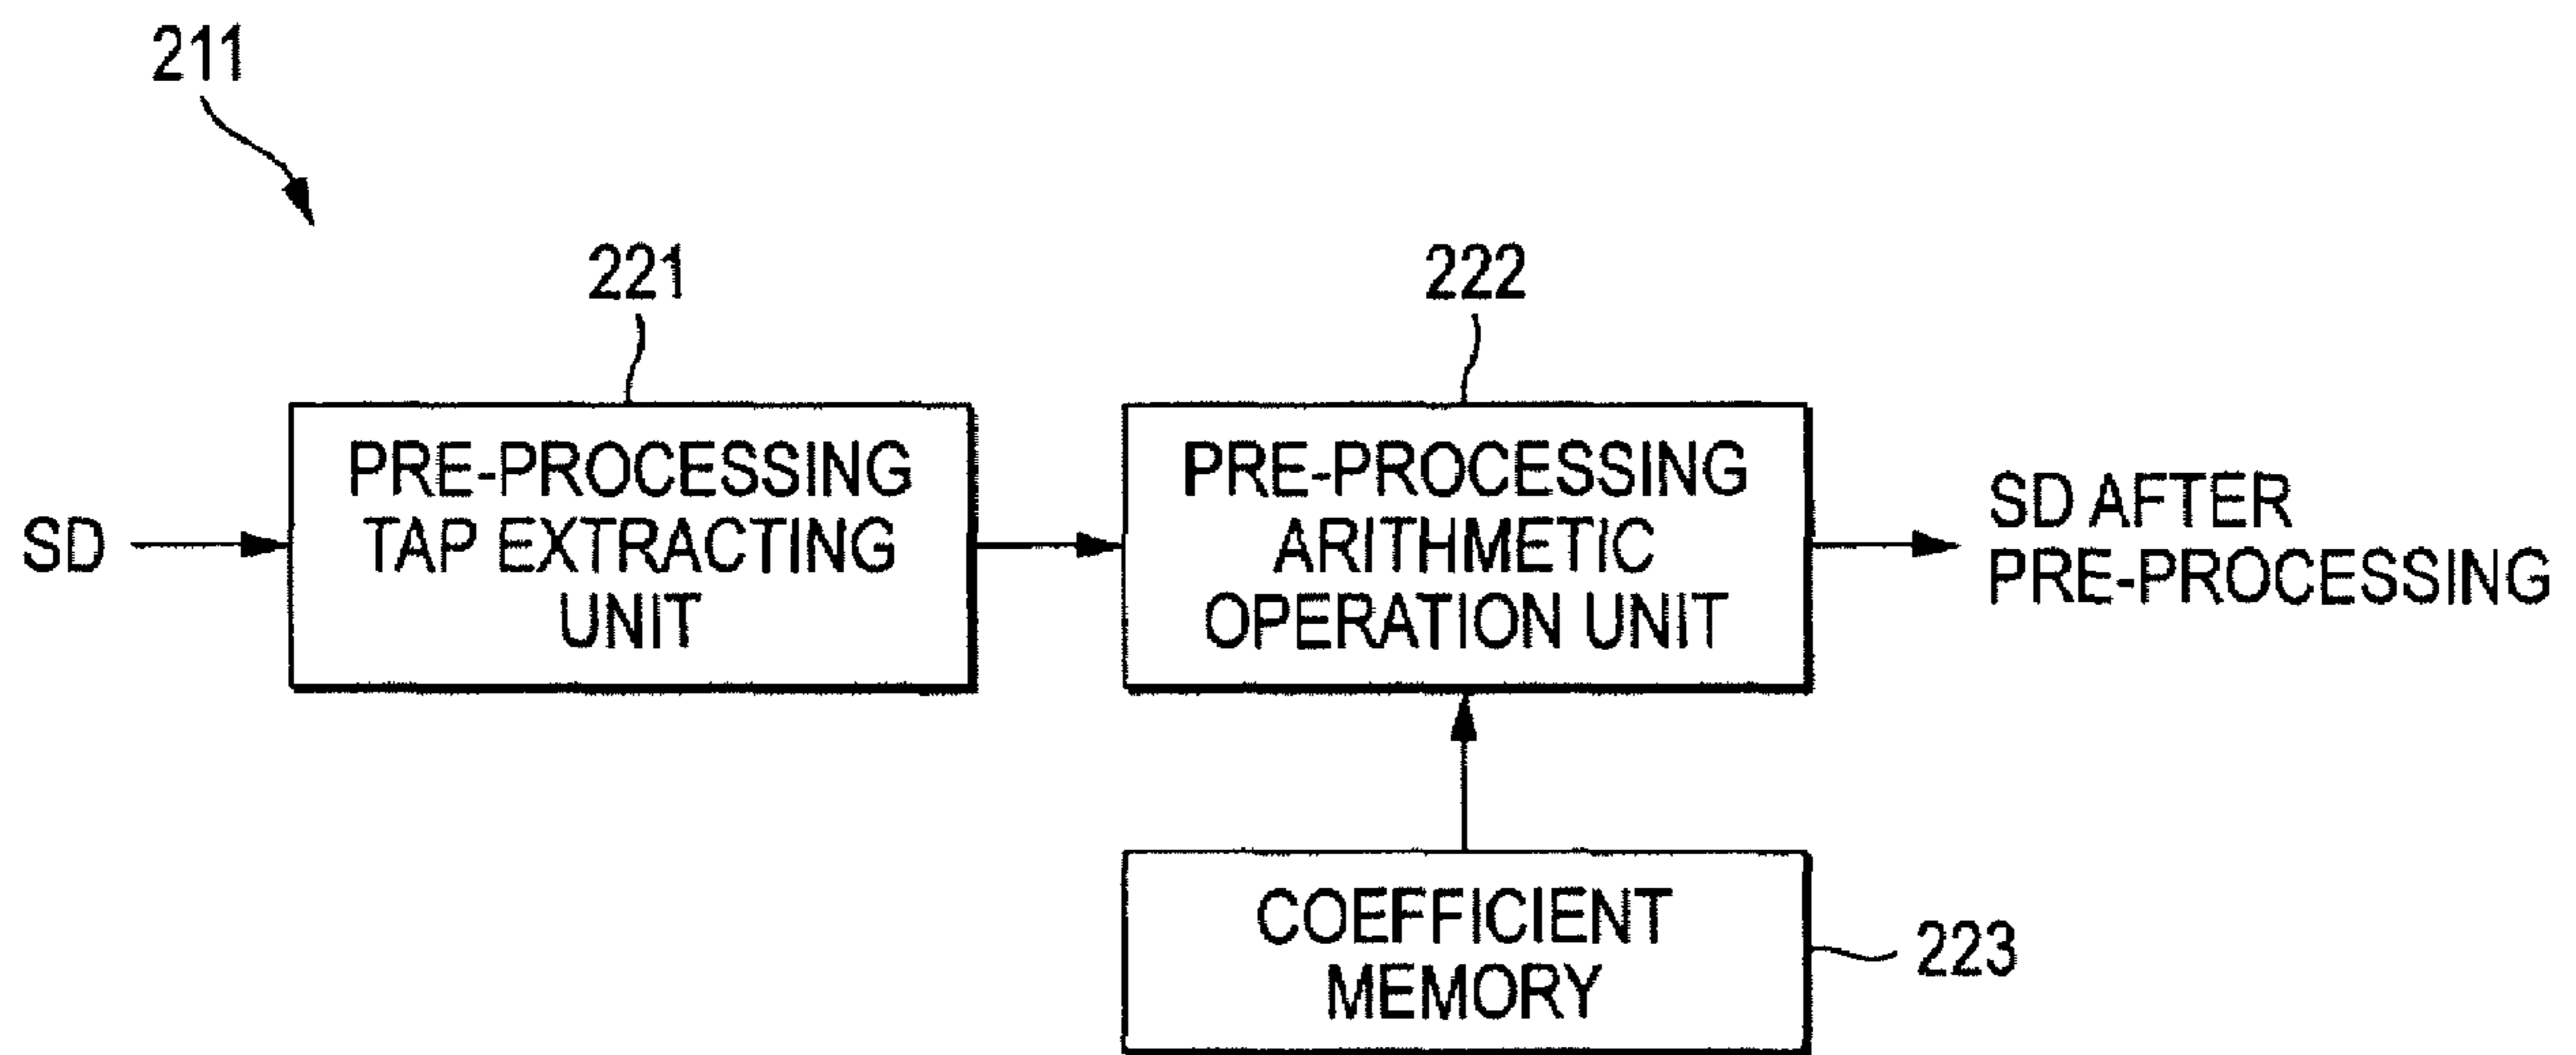 211
221
222
SD
PRE-PROCESSING
TAP EXTRACTING
UNIT
PRE-PROCESSING
ARITHMETIC
OPERATION UNIT
SD AFTER
PRE-PROCESSING
COEFFICIENT
MEMORY
223